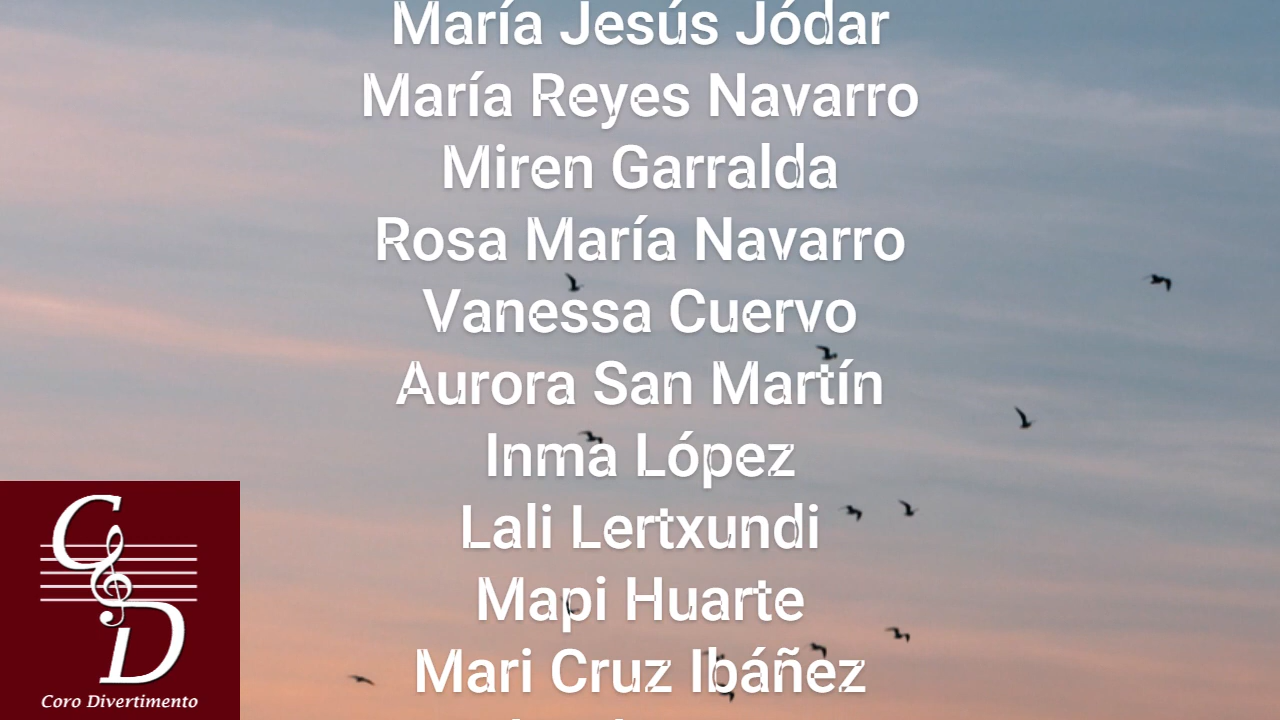 María Jesús Jódar
María Reyes Navarro
Miren Garralda
Rosa María Navarro
Vanessa Cuervo
Aurora San Martín
Inma López
Lali Lertxundi
Mapi Huarte
Mari Cruz Ibáñez
C
D
Coro Divertimento